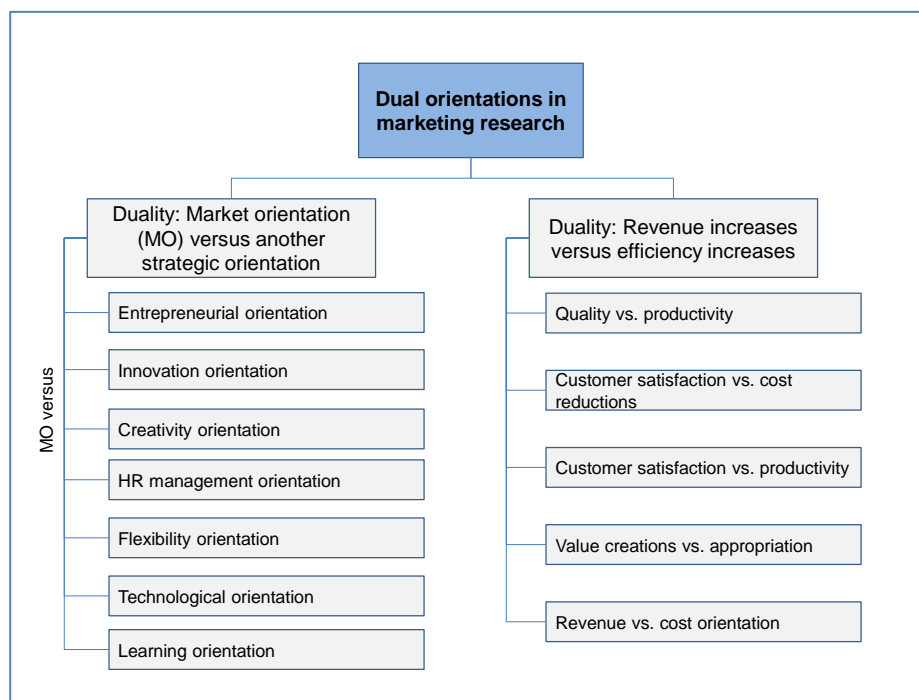 Dual orientations in
marketing research
Duality: Market orientation
(MO) versus another
strategic orientation
MO versus
Entrepreneurial orientation
Innovation orientation
Creativity orientation
HR management orientation
Flexibility orientation
Technological orientation
Learning orientation
Duality: Revenue increases
versus efficiency increases
Quality vs. productivity
Customer satisfaction vs. cost
reductions
Customer satisfaction vs. productivity
Value creations vs. appropriation
Revenue vs. cost orientation